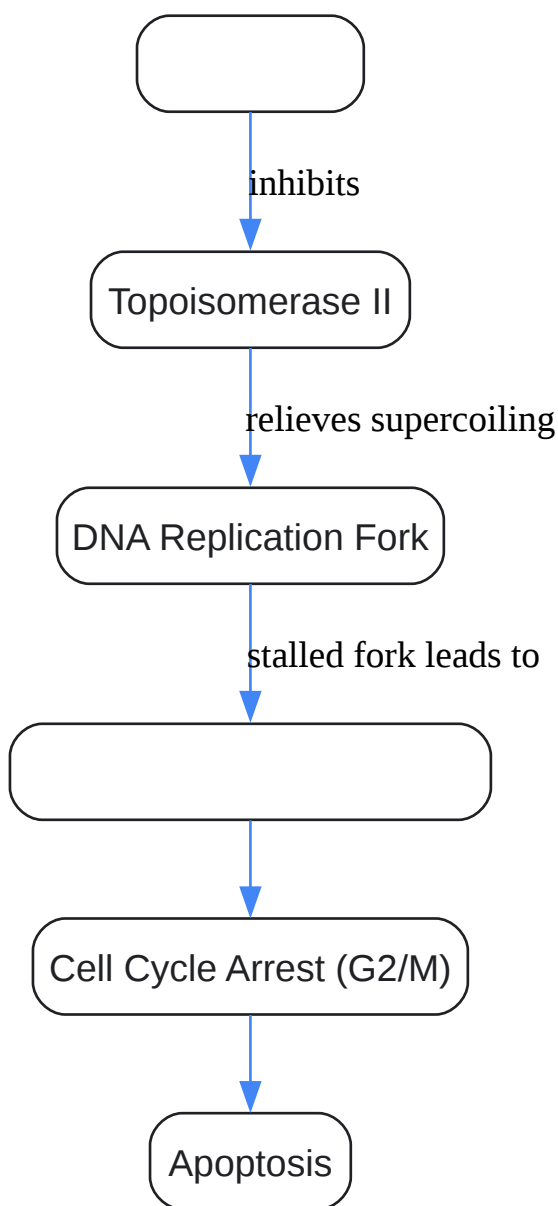 inhibits
Topoisomerase II
relieves supercoiling
DNA Replication Fork
stalled fork leads to
Cell Cycle Arrest (G2/M)
Apoptosis